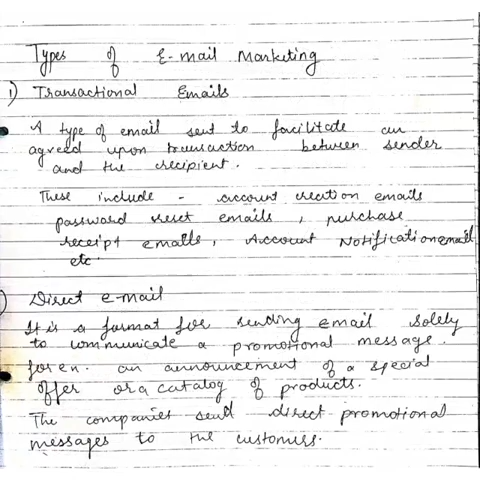 Types of E-mail Marketing
1) Transactional Emails
A type of email sent to facilitate an
agreed upon transaction between sender
and the recipient.
These include - account creation emails
password reset emails, purchase
receipt emails, Account Notification email
etc.
Direct e-mail
It is a format for sending email solely
to communicate a promotional message.
for en. an announcement of a special
offer or a catalog of products.
The companies send direct promotional
messages to the customers.